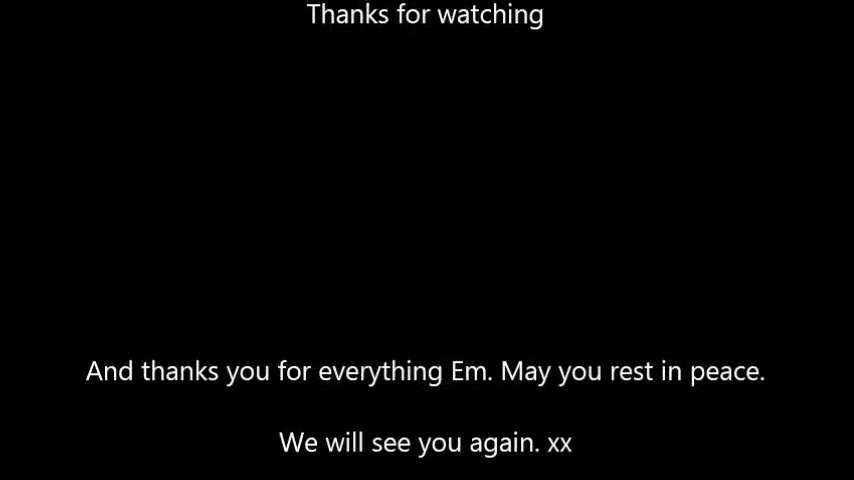 Thanks for watching
And thanks you for everything Em. May you rest in peace.
We will see you again. xx